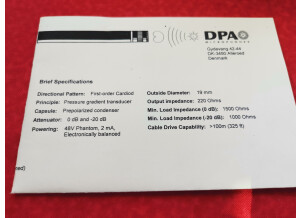 DPA
MICROPHONES
Gydevang 42-44
DK-3450 Allerød
Denmark
Brief Specifications
Directional Pattern: First-order Cardioid
Principle: Pressure gradient transducer
Capsule: Prepolarized condenser
Attenuator: 0 dB and -20 dB
Powering: 48V Phantom, 2 mA,
Electronically balanced
Outside Diameter: 19 mm
Output impedance: 220 Ohms
Min. Load Impedance (0 dB): 1500 Ohms
Min. Load Impedance (-20 dB): 1000 Ohms
Cable Drive Capability: >100m (325 ft)